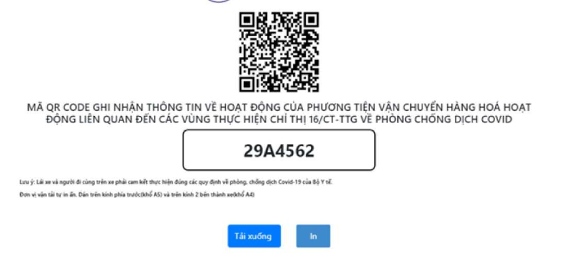 MÃ QR CODE GHI NHẬN THÔNG TIN VỀ HOẠT ĐỘNG CỦA PHƯƠNG TIỆN VẬN CHUYỂN HÀNG HOÁ HOẠT
ĐỘNG LIÊN QUAN ĐẾN CÁC VÙNG THỰC HIỆN CHỈ THỊ 16/CT-TTG VỀ PHÒNG CHỐNG DỊCH COVID
29A4562
Lưu ý: Lái xe và người đi cùng trên xe phải cam kết thực hiện đúng các quy định về phòng, chống dịch Covid-19 của Bộ Y tế.
Đơn vị vận tải tự in ấn. Dán trên kính phía trước(khổ A5) và trên kính 2 bên thành xe(khổ A4)
Tải xuống
In